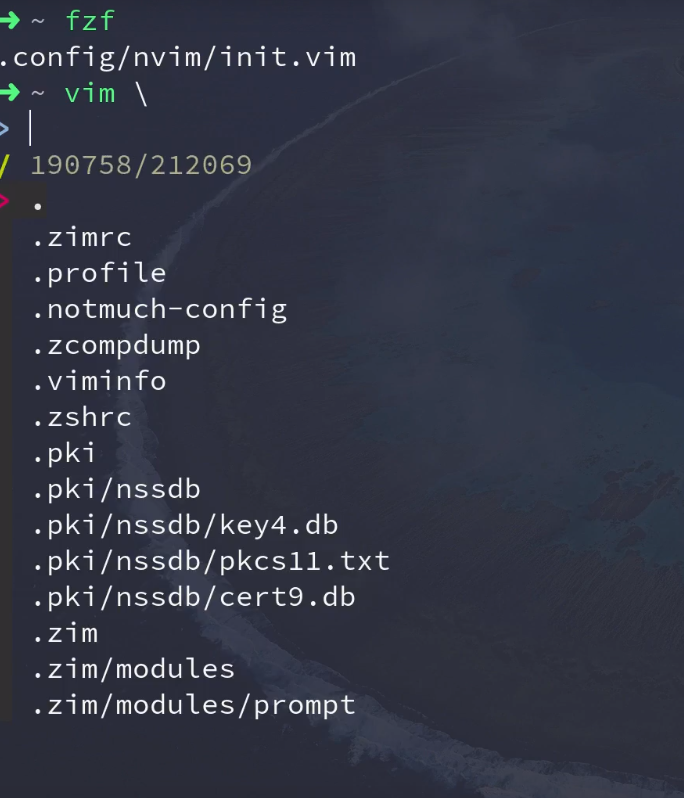 ➜ ~ fzf
.config/nvim/init.vim
➜ ~ vim \
>
/ 190758/212069
> .
.zimrc
.profile
.notmuch-config
.zcompdump
.viminfo
.zshrc
.pki
.pki/nssdb
.pki/nssdb/key4.db
.pki/nssdb/pkcs11.txt
.pki/nssdb/cert9.db
.zim
.zim/modules
.zim/modules/prompt